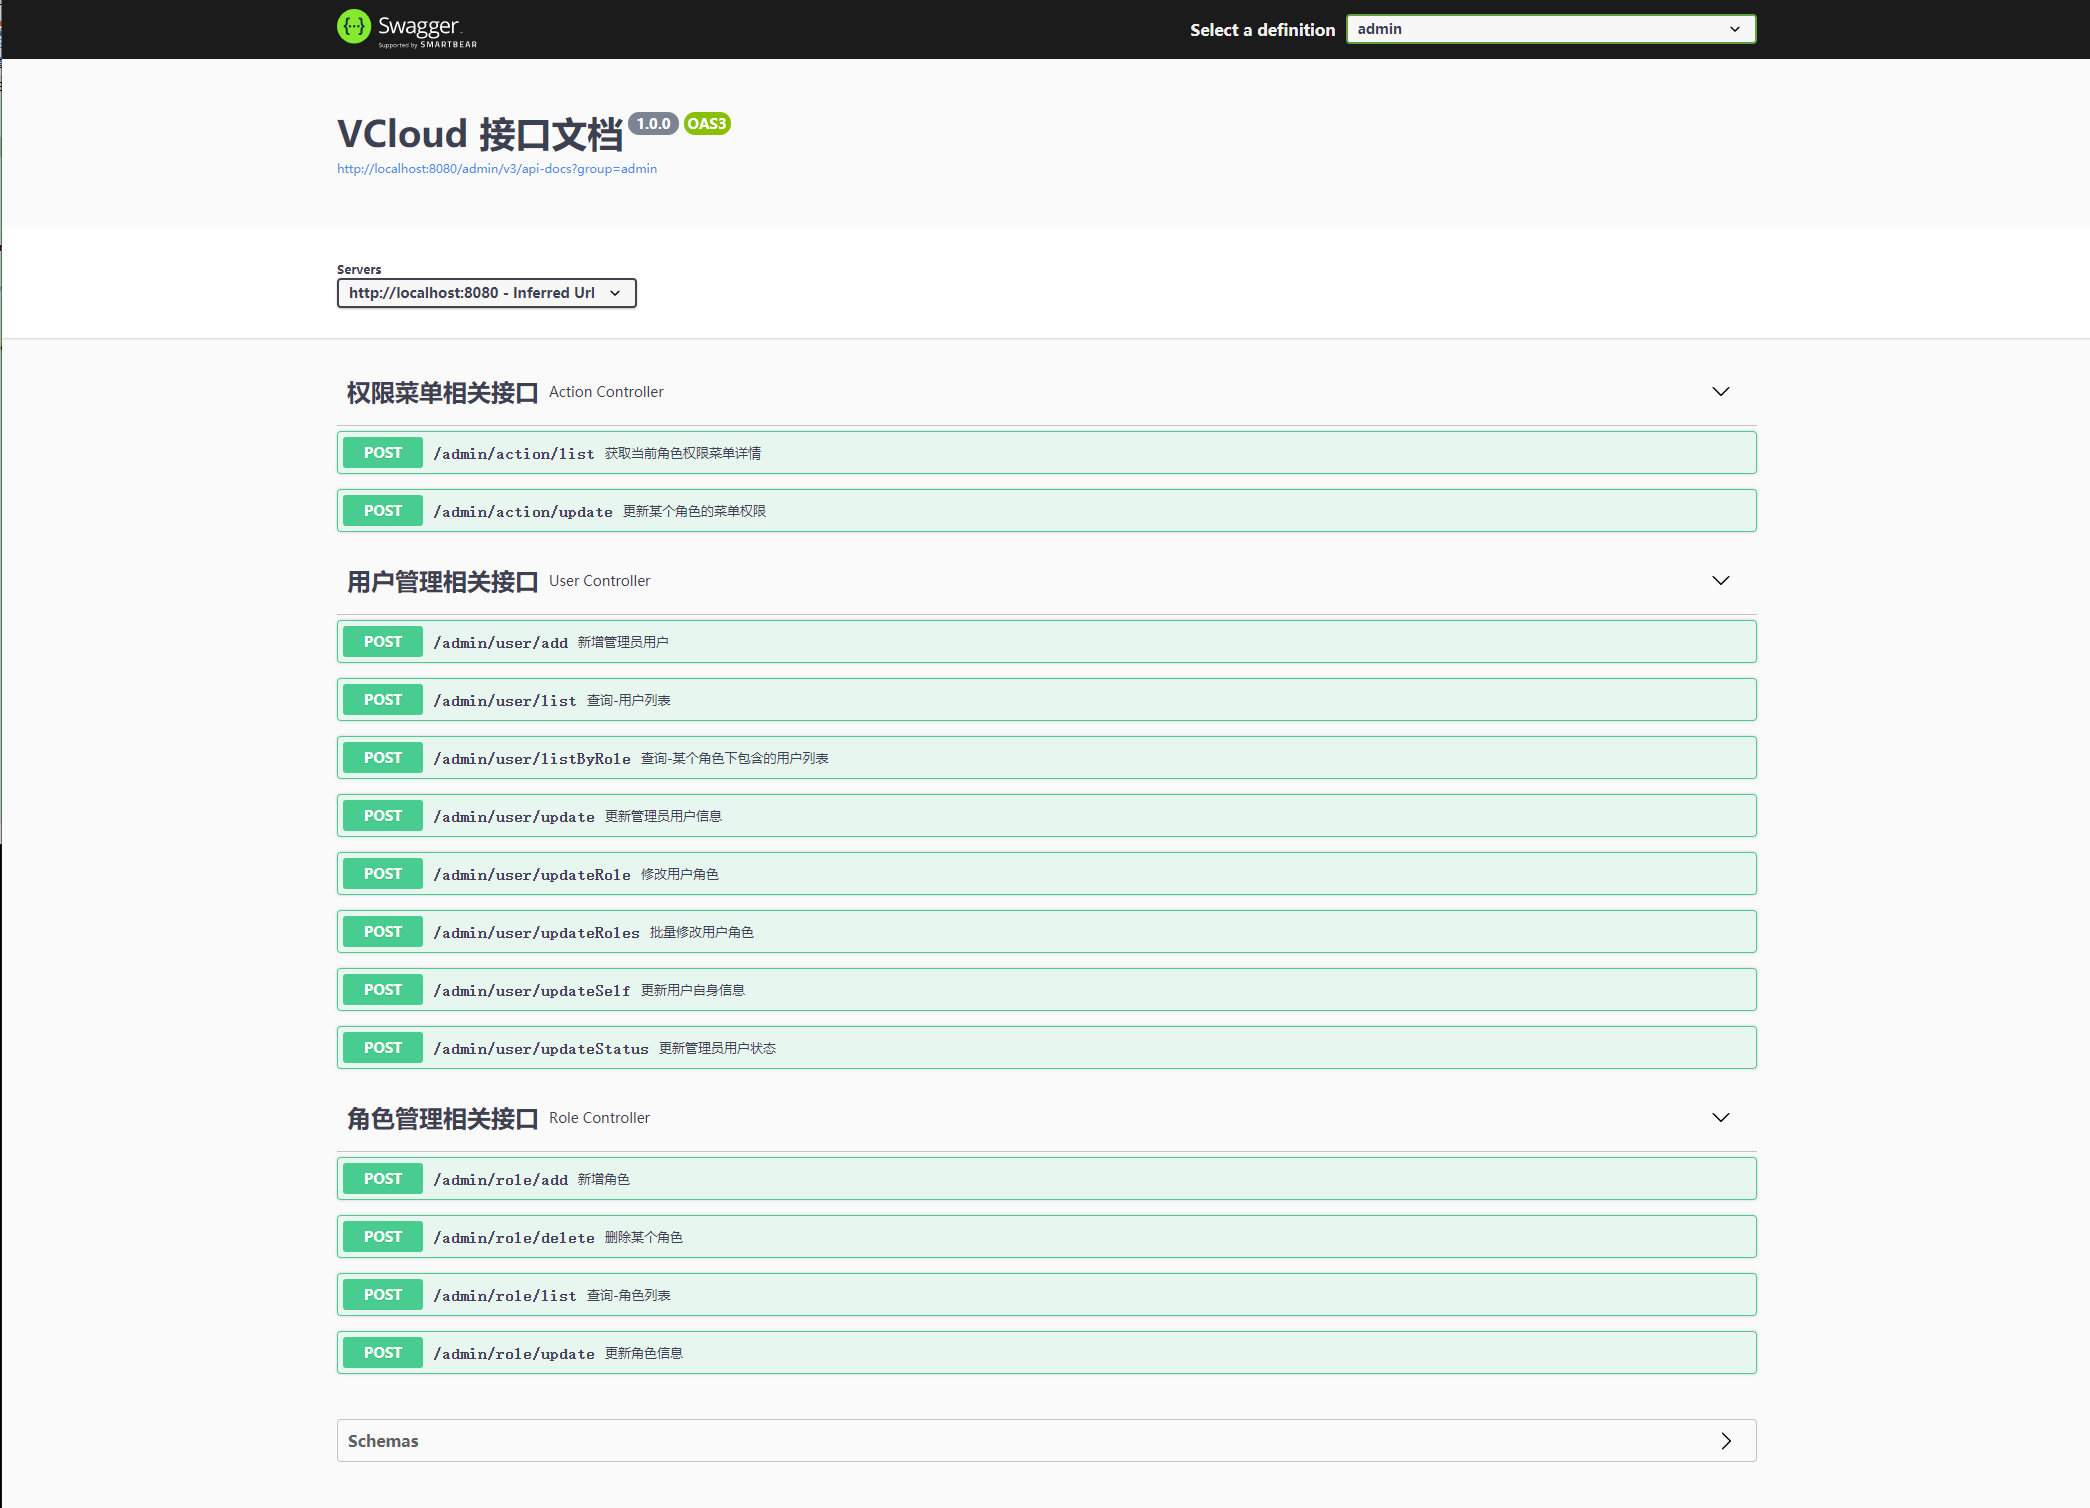 Swagger
Supported by SMARTBEAR
Select a definition
admin
VCloud 接口文档 1.0.0 OAS3
http://localhost:8080/admin/v3/api-docs?group=admin
Servers
http://localhost:8080 - Inferred Url
权限菜单相关接口 Action Controller
POST /admin/action/list 获取当前角色权限菜单详情
POST /admin/action/update 更新某个角色的菜单权限
用户管理相关接口 User Controller
POST /admin/user/add 新增管理员用户
POST /admin/user/list 查询-用户列表
POST /admin/user/listByRole 查询-某个角色下包含的用户列表
POST /admin/user/update 更新管理员用户信息
POST /admin/user/updateRole 修改用户角色
POST /admin/user/updateRoles 批量修改用户角色
POST /admin/user/updateSelf 更新用户自身信息
POST /admin/user/updateStatus 更新管理员用户状态
角色管理相关接口 Role Controller
POST /admin/role/add 新增角色
POST /admin/role/delete 删除某个角色
POST /admin/role/list 查询-角色列表
POST /admin/role/update 更新角色信息
Schemas